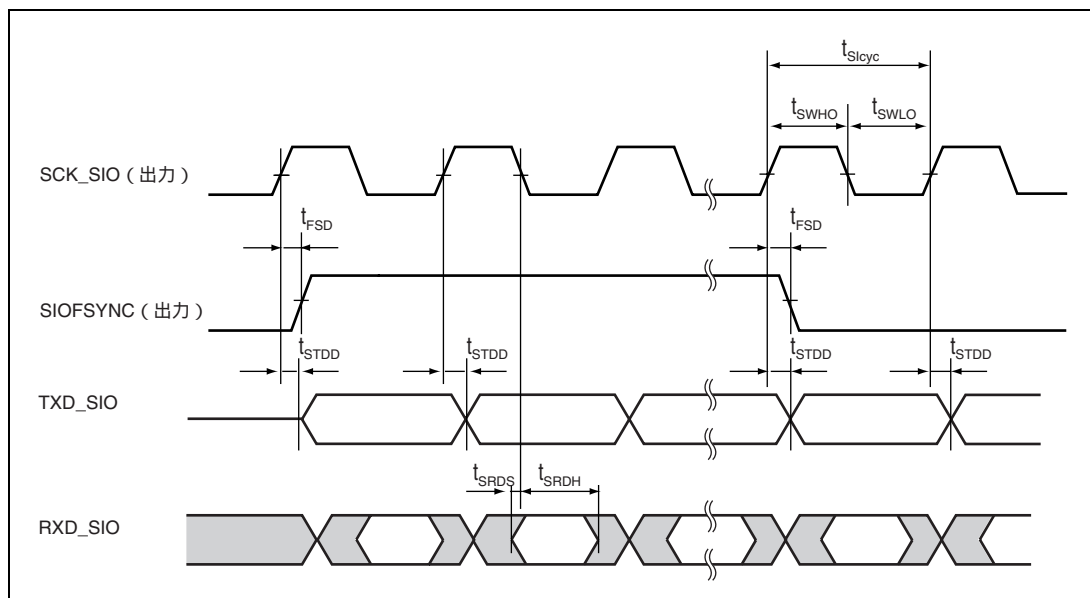 tSIcyc
tSWHO tSWLO
SCK_SIO（出力）
tFSD tFSD
SIOFSYNC（出力）
tSTDD tSTDD tSTDD tSTDD
TXD_SIO
tSRDS tSRDH
RXD_SIO